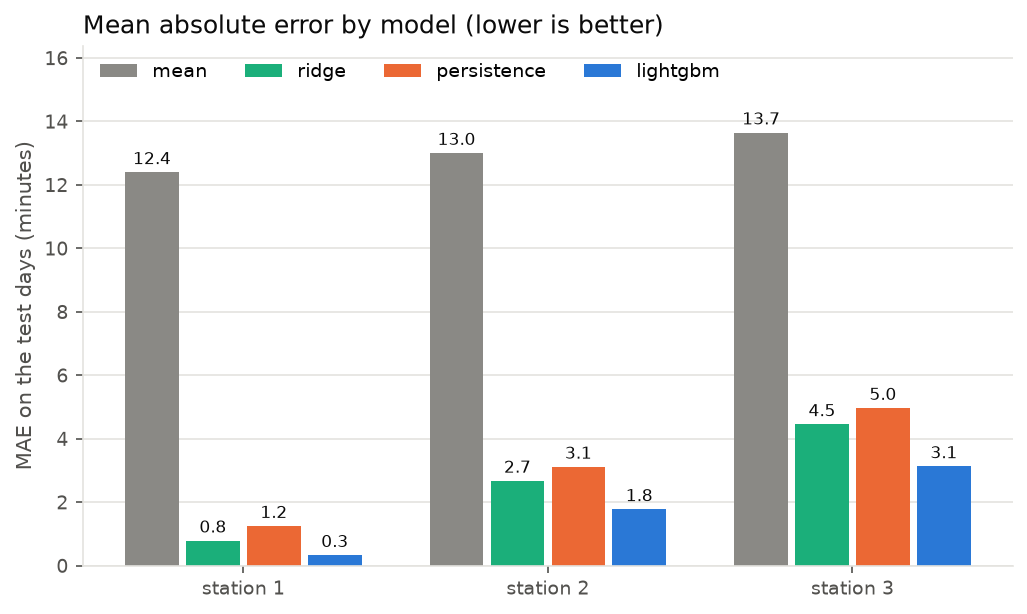 Mean absolute error by model (lower is better)
mean ridge persistence lightgbm
MAE on the test days (minutes)
16
14
12
10
8
6
4
2
0
12.4 0.8 1.2 0.3
13.0 2.7 3.1 1.8
13.7 4.5 5.0 3.1
station 1 station 2 station 3